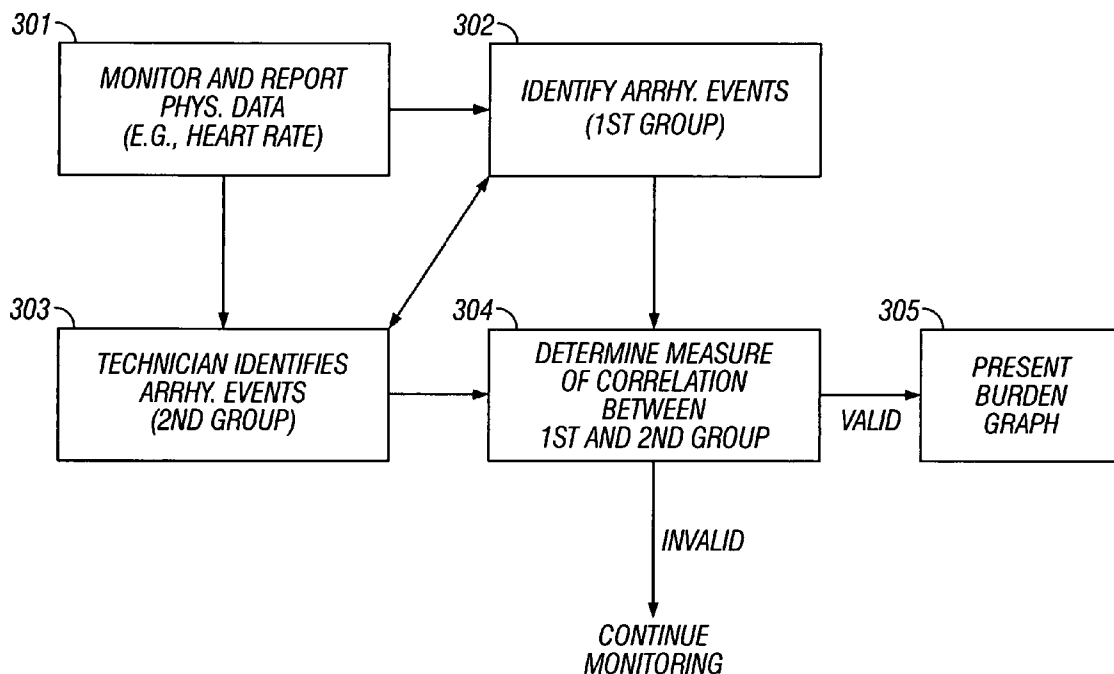 301
MONITOR AND REPORT
PHYS. DATA
(E.G., HEART RATE)
302
IDENTIFY ARRHY. EVENTS
(1ST GROUP)
303
TECHNICIAN IDENTIFIES
ARRHY. EVENTS
(2ND GROUP)
304
DETERMINE MEASURE
OF CORRELATION
BETWEEN
1ST AND 2ND GROUP
VALID
305
PRESENT
BURDEN
GRAPH
INVALID
CONTINUE
MONITORING